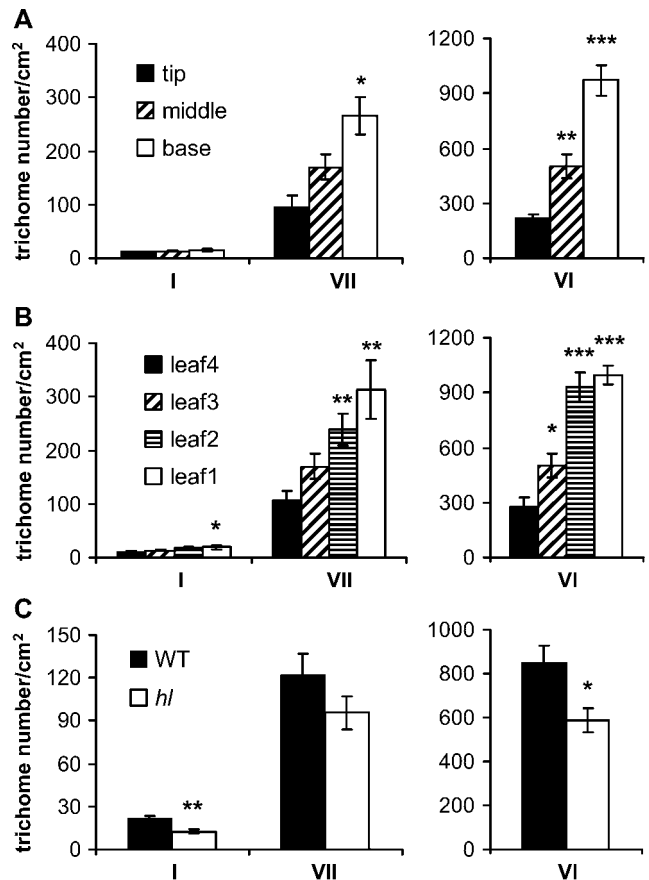 A
trichome number/cm²
400
300
200
100
0
tip
middle
base
*
I
VII
1200
900
600
300
0
**
***
VI
B
trichome number/cm²
400
300
200
100
0
leaf4
leaf3
leaf2
leaf1
*
**
**
I
VII
1200
900
600
300
0
*
***
***
VI
C
trichome number/cm²
150
120
90
60
30
0
WT
hl
**
I
VII
1000
800
600
400
200
0
*
VI